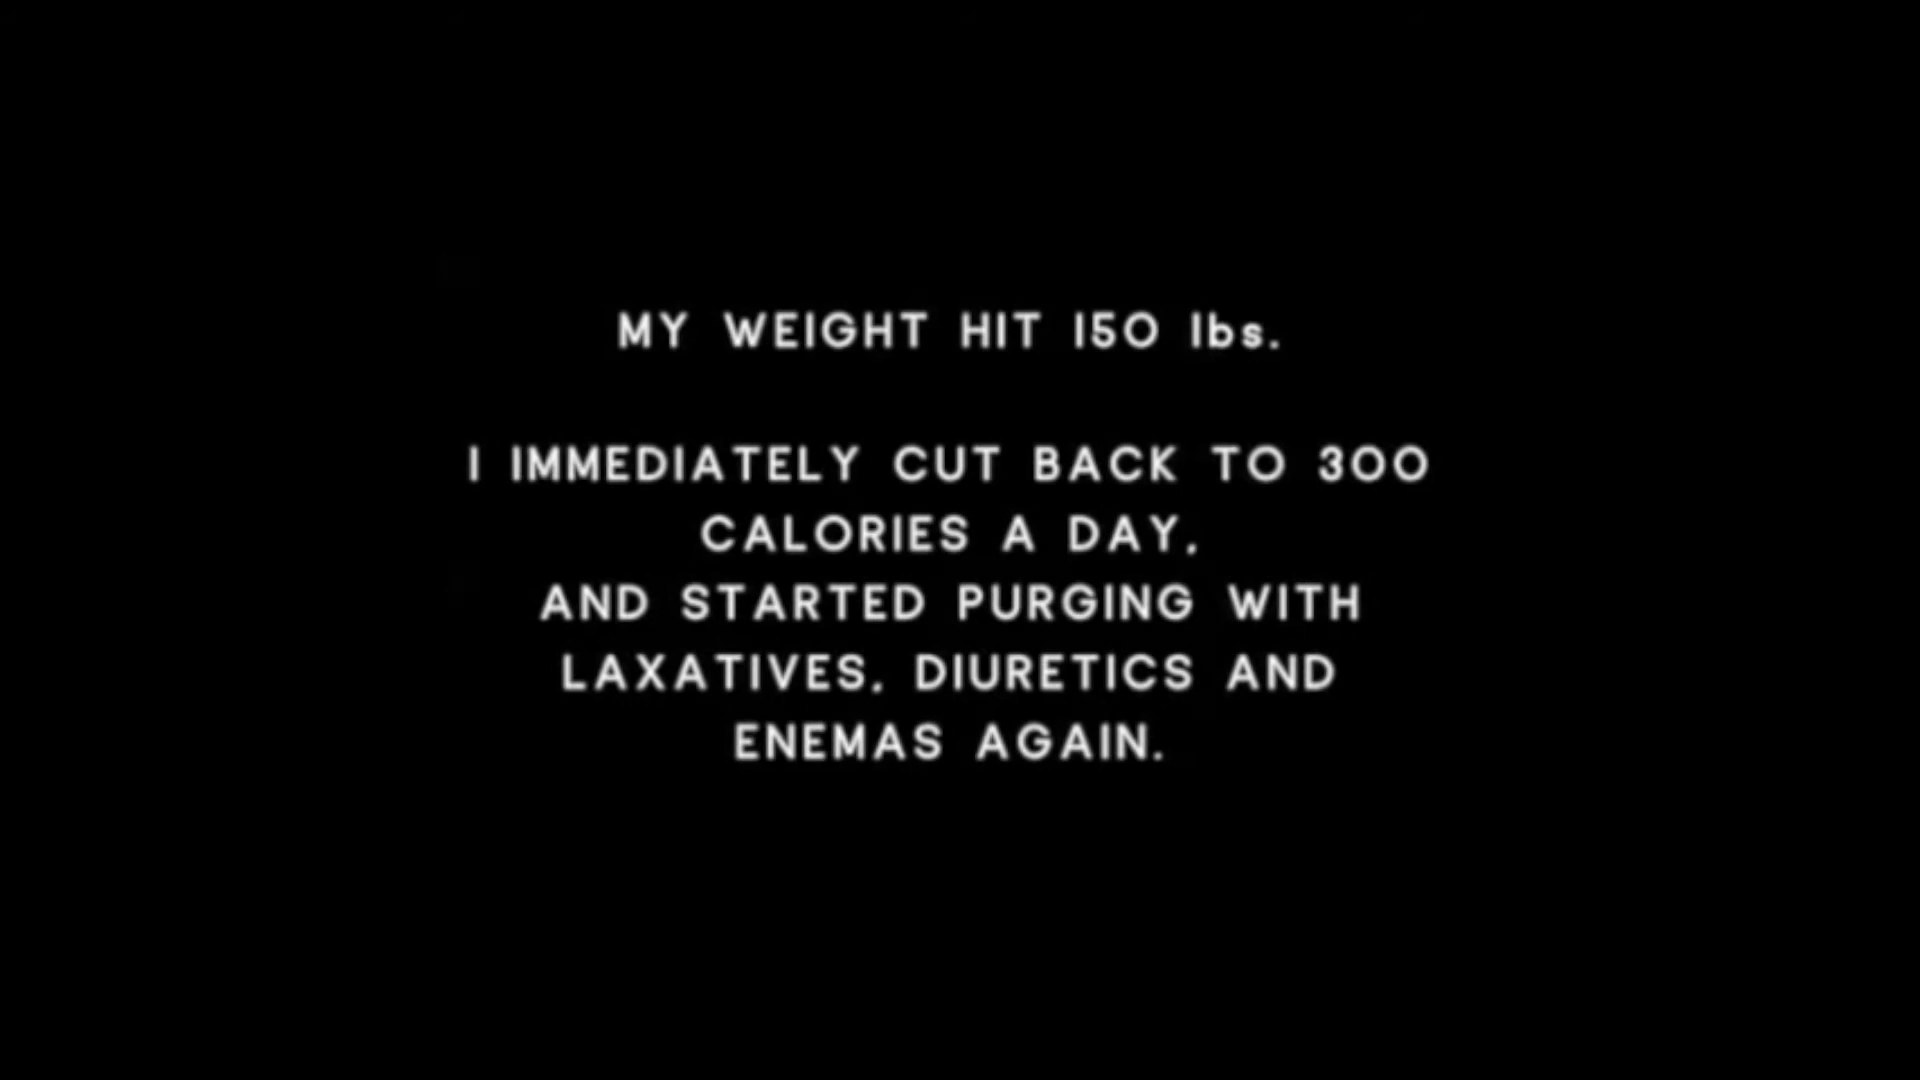 MY WEIGHT HIT 150 lbs.
I IMMEDIATELY CUT BACK TO 300
CALORIES A DAY,
AND STARTED PURGING WITH
LAXATIVES, DIURETICS AND
ENEMAS AGAIN.